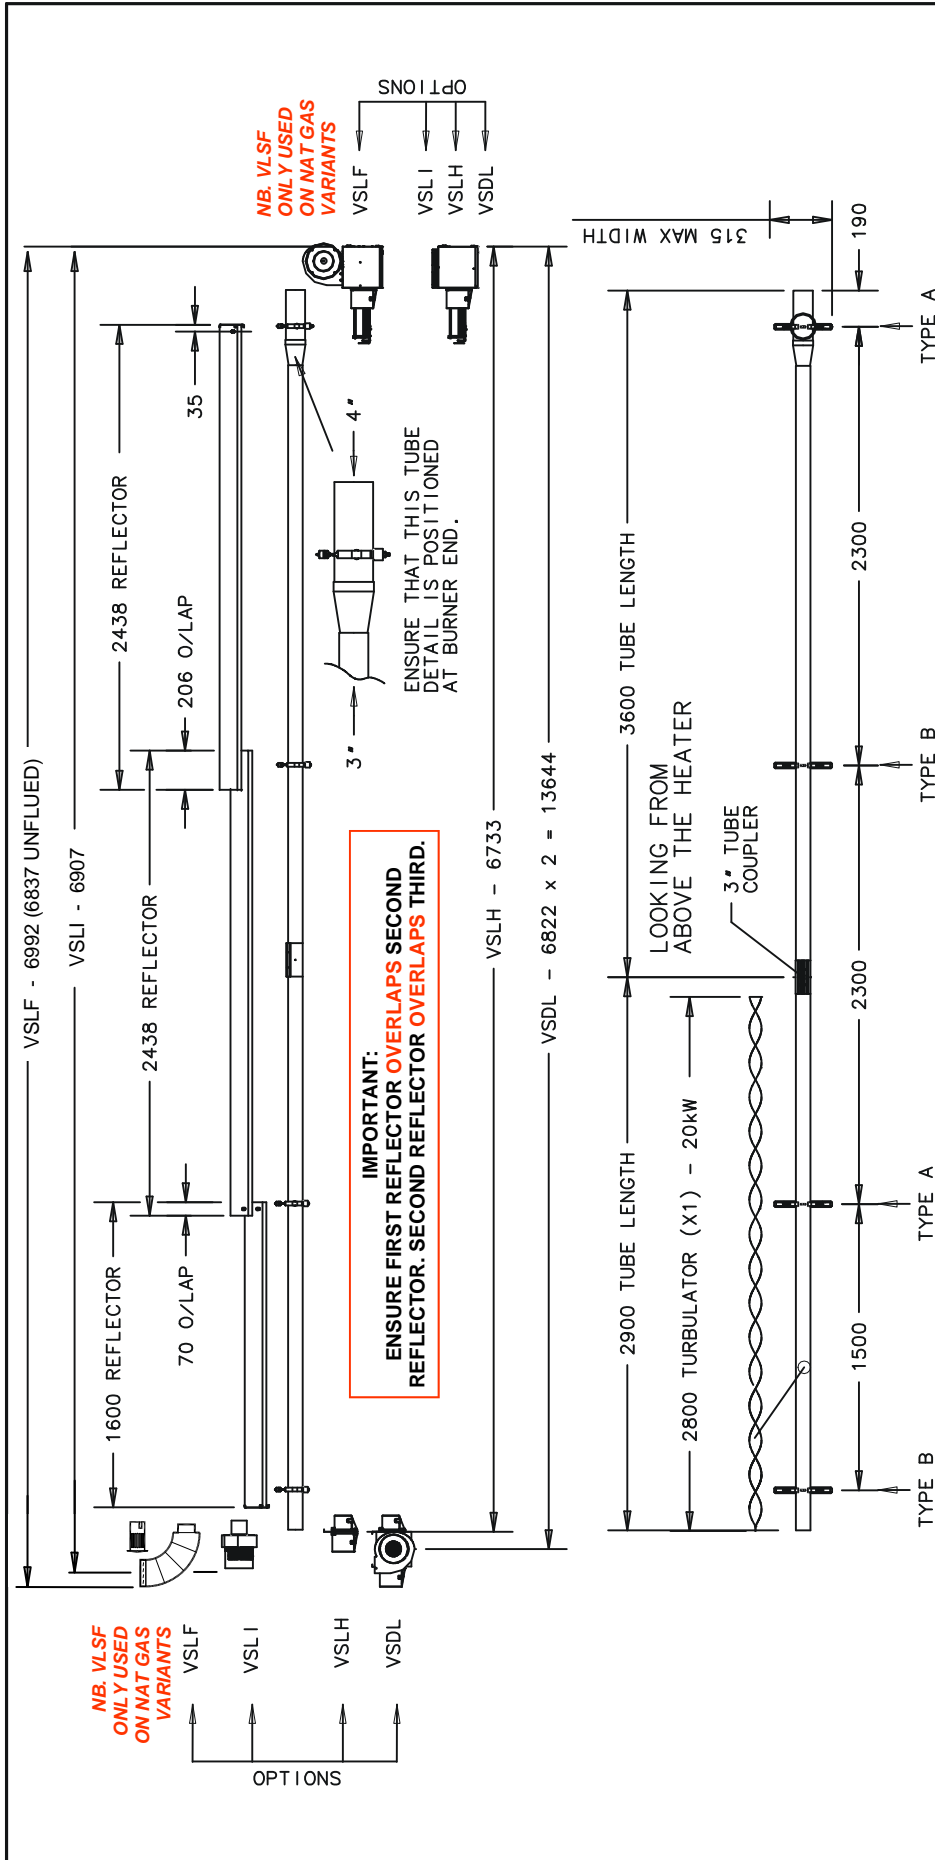 VSLF - 6992 (6837 UNFLUED)
VSLI - 6907
35
2438 REFLECTOR
206 O/LAP
2438 REFLECTOR
1600 REFLECTOR
70 O/LAP
NB. VLSF
ONLY USED
ON NAT GAS
VARIANTS
VSLF
VSLI
VSLH
VSDL
OPTIONS
NB. VLSF
ONLY USED
ON NAT GAS
VARIANTS
VSLF
VSLI
VSLH
VSDL
OPTIONS
3"
4"
ENSURE THAT THIS TUBE
DETAIL IS POSITIONED
AT BURNER END.
IMPORTANT:
ENSURE FIRST REFLECTOR OVERLAPS SECOND
REFLECTOR. SECOND REFLECTOR OVERLAPS THIRD.
VSLH - 6733
VSDL - 6822 x 2 = 13644
315 MAX WIDTH
LOOKING FROM
ABOVE THE HEATER
3" TUBE
COUPLER
2900 TUBE LENGTH
3600 TUBE LENGTH
190
2800 TURBULATOR (X1) - 20kW
1500
2300
2300
TYPE B
TYPE A
TYPE B
TYPE A